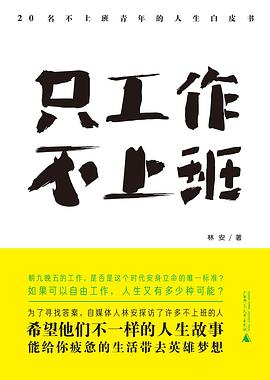 20名不上班青年的人生白皮书
只工作
不上班
林 安 / 著
朝九晚五的工作，是否是这个时代安身立命的唯一标准？
如果可以自由工作，人生又有多少种可能？
为了寻找答案，自媒体人林安探访了许多不上班的人
希望他们不一样的人生故事
能给你疲惫的生活带去英雄梦想